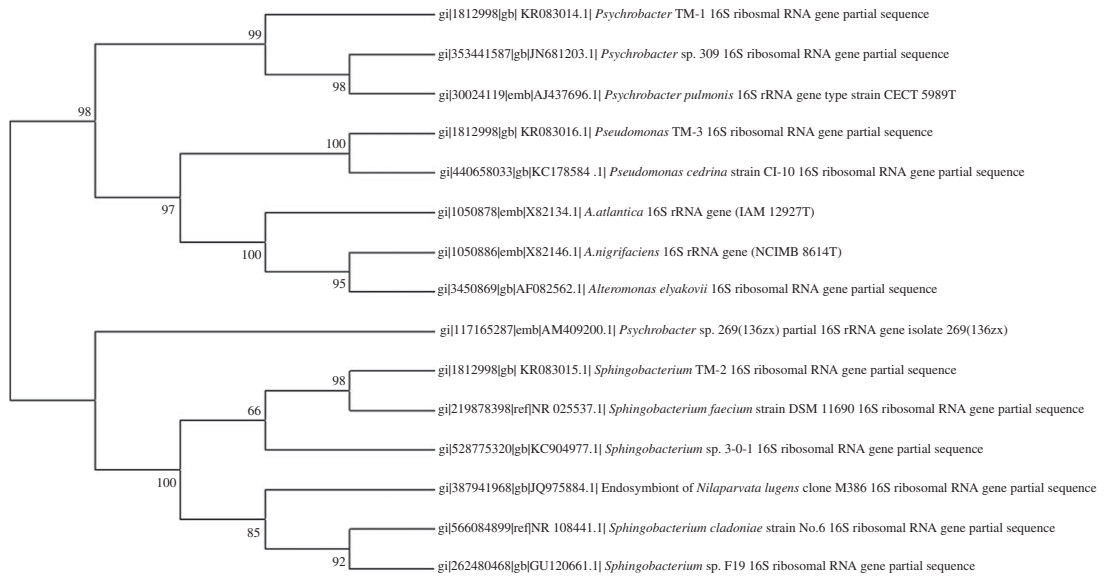 gi|1812998|gb| KR083014.1| Psychrobacter TM-1 16S ribosmal RNA gene partial sequence
99
gi|353441587|gb|JN681203.1| Psychrobacter sp. 309 16S ribosomal RNA gene partial sequence
98
gi|30024119|emb|AJ437696.1| Psychrobacter pulmonis 16S rRNA gene type strain CECT 5989T
98
gi|1812998|gb| KR083016.1| Pseudomonas TM-3 16S ribosomal RNA gene partial sequence
100
gi|440658033|gb|KC178584 .1| Pseudomonas cedrina strain CI-10 16S ribosomal RNA gene partial sequence
97
gi|1050878|emb|X82134.1| A.atlantica 16S rRNA gene (IAM 12927T)
100
gi|1050886|emb|X82146.1| A.nigrifaciens 16S rRNA gene (NCIMB 8614T)
95
gi|3450869|gb|AF082562.1| Alteromonas elyakovii 16S ribosomal RNA gene partial sequence
gi|117165287|emb|AM409200.1| Psychrobacter sp. 269(136zx) partial 16S rRNA gene isolate 269(136zx)
gi|1812998|gb| KR083015.1| Sphingobacterium TM-2 16S ribosomal RNA gene partial sequence
98
gi|219878398|ref|NR 025537.1| Sphingobacterium faecium strain DSM 11690 16S ribosomal RNA gene partial sequence
66
gi|528775320|gb|KC904977.1| Sphingobacterium sp. 3-0-1 16S ribosomal RNA gene partial sequence
100
gi|387941968|gb|JQ975884.1| Endosymbiont of Nilaparvata lugens clone M386 16S ribosomal RNA gene partial sequence
85
gi|566084899|ref|NR 108441.1| Sphingobacterium cladoniae strain No.6 16S ribosomal RNA gene partial sequence
92
gi|262480468|gb|GU120661.1| Sphingobacterium sp. F19 16S ribosomal RNA gene partial sequence